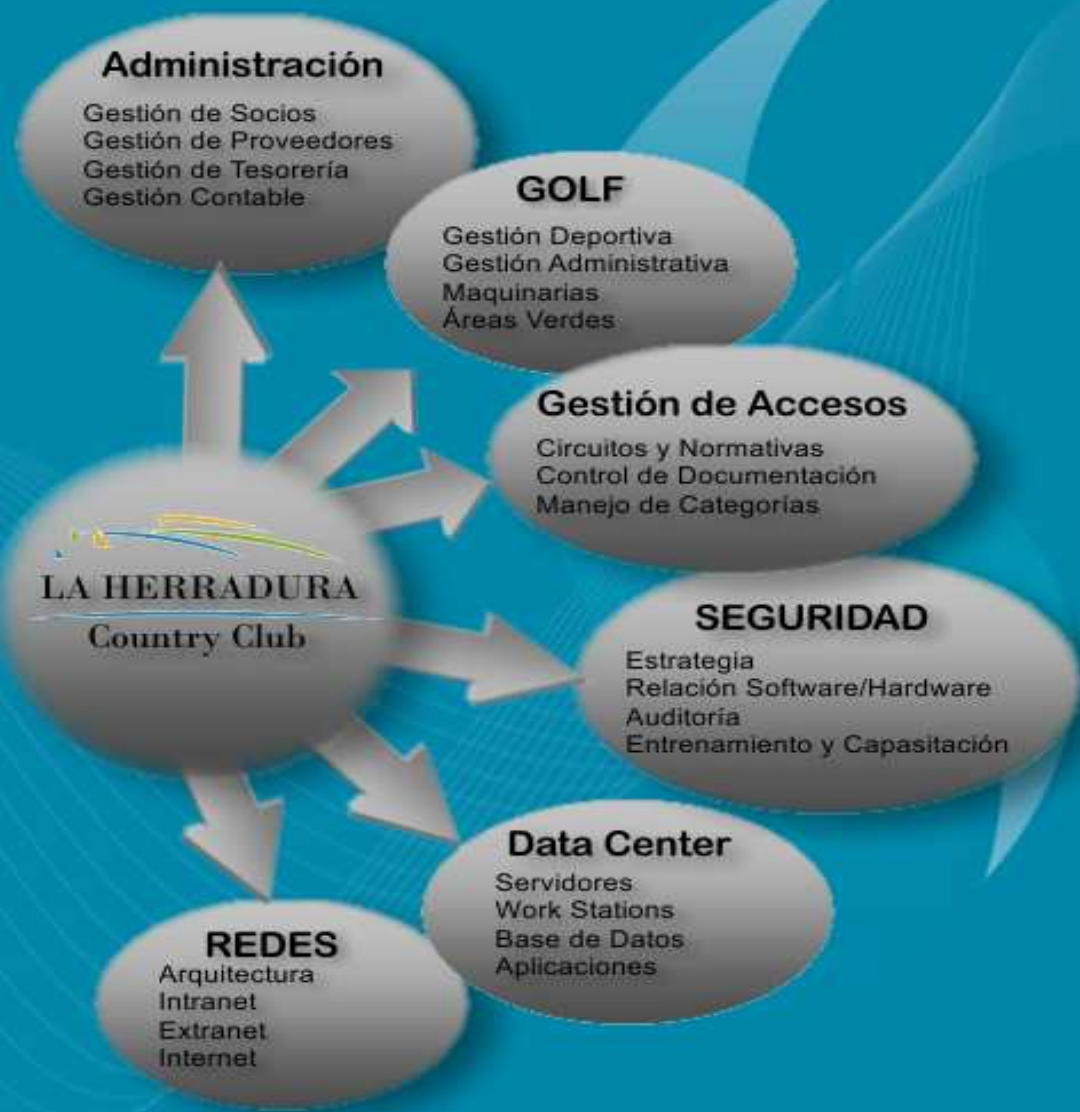 Administración
Gestión de Socios
Gestión de Proveedores
Gestión de Tesorería
Gestión Contable
GOLF
Gestión Deportiva
Gestión Administrativa
Maquinarias
Áreas Verdes
Gestión de Accesos
Circuitos y Normativas
Control de Documentación
Manejo de Categorías
LA HERRADURA
Country Club
SEGURIDAD
Estrategia
Relación Software/Hardware
Auditoría
Entrenamiento y Capasitación
Data Center
Servidores
Work Stations
Base de Datos
Aplicaciones
REDES
Arquitectura
Intranet
Extranet
Internet